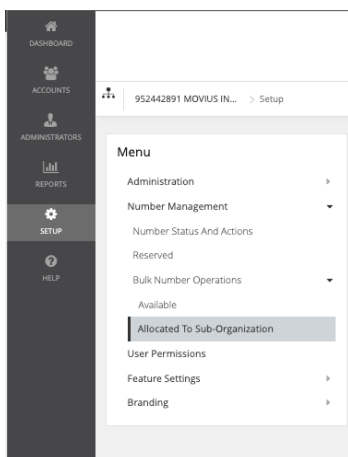 DASHBOARD
ACCOUNTS
ADMINISTRATORS
REPORTS
SETUP
HELP
952442891 MOVIUS IN... > Setup
Menu
Administration
Number Management
Number Status And Actions
Reserved
Bulk Number Operations
Available
Allocated To Sub-Organization
User Permissions
Feature Settings
Branding